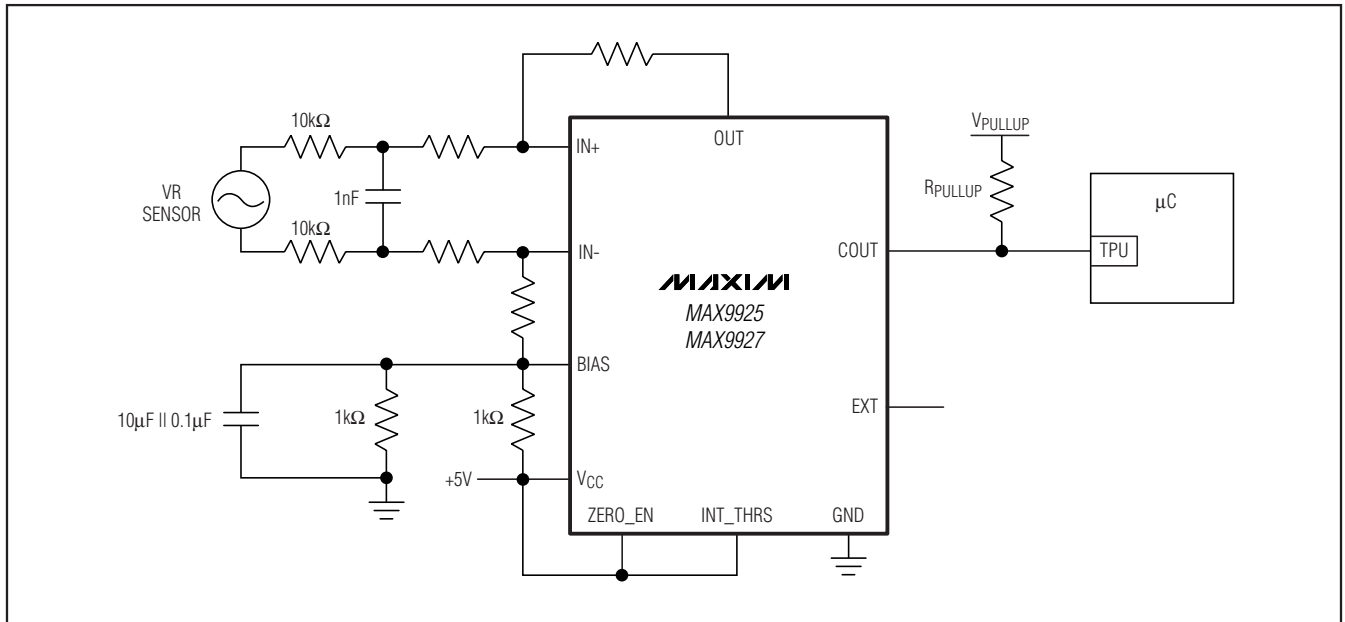 10kΩ
IN+
OUT
VPULLUP
RPULLUP
µC
VR
SENSOR
1nF
10kΩ
IN-
COUT
TPU
MAXIM
MAX9925
MAX9927
BIAS
10µF II 0.1µF
1kΩ
1kΩ
EXT
+5V
VCC
ZERO_EN
INT_THRS
GND